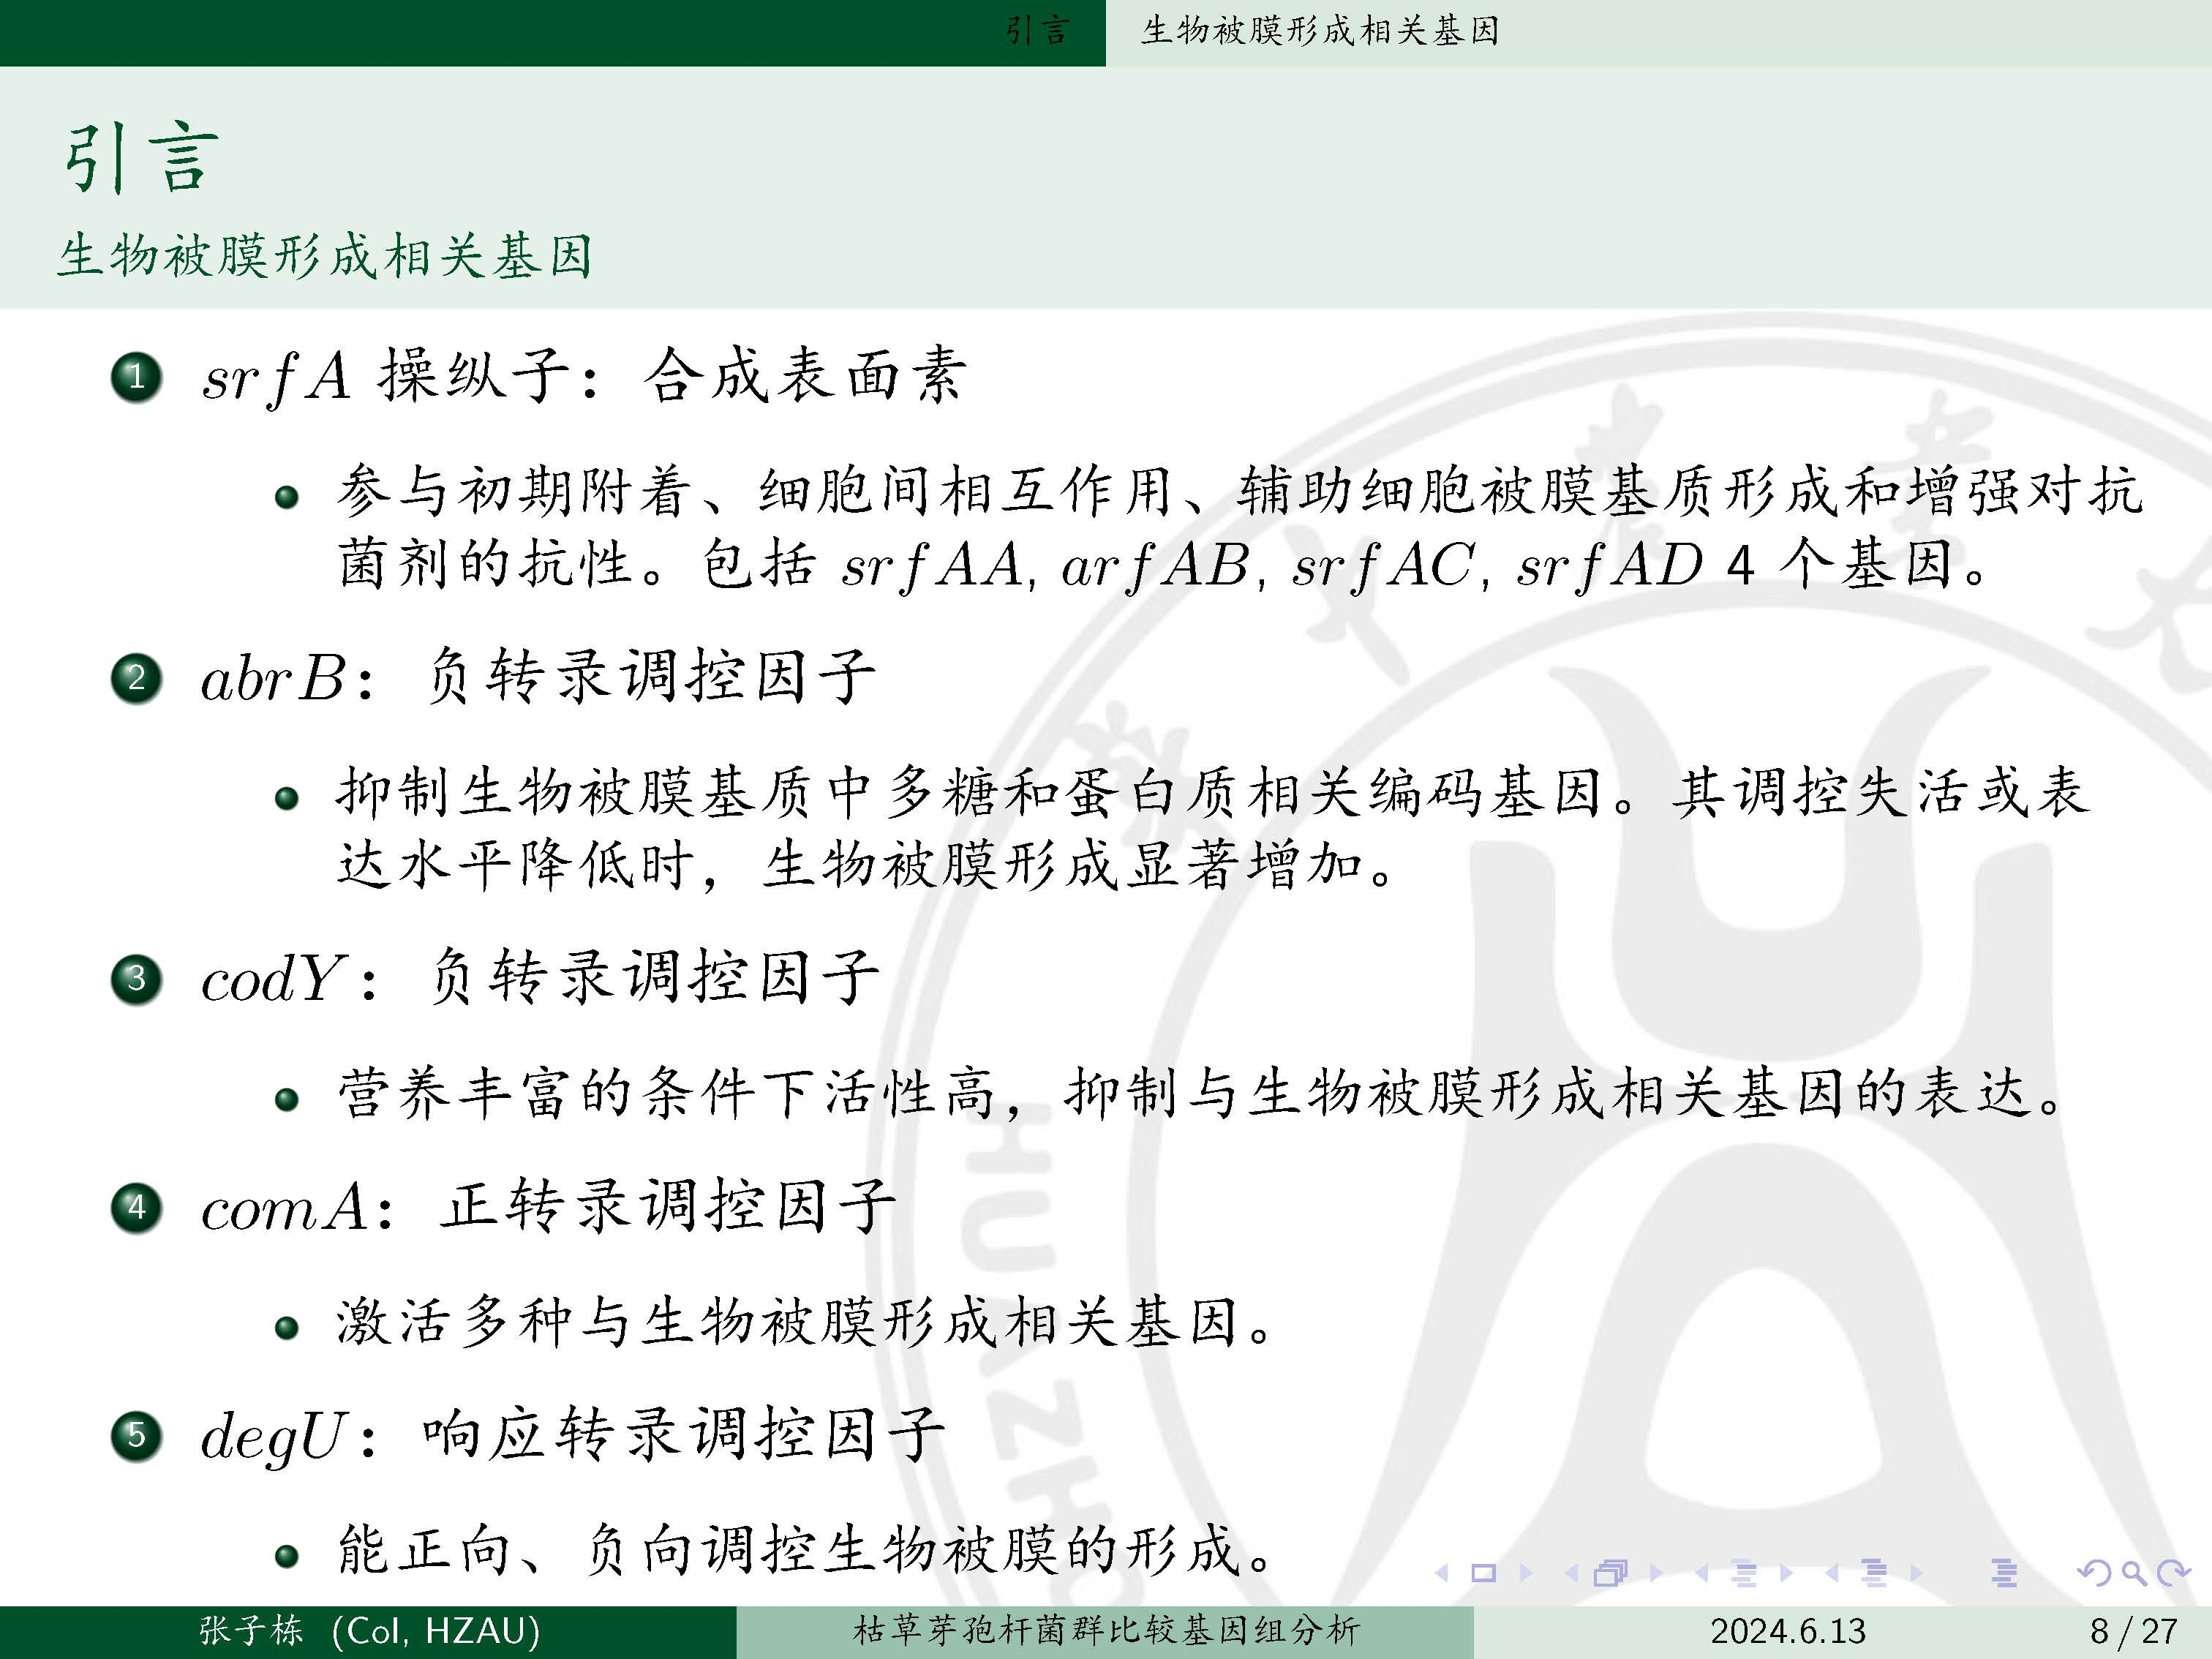 引言 生物被膜形成相关基因
引言
生物被膜形成相关基因
1 srfA 操纵子：合成表面素
参与初期附着、细胞间相互作用、辅助细胞被膜基质形成和增强对抗
菌剂的抗性。包括 srfAA, arfAB, srfAC, srfAD 4 个基因。
2 abrB：负转录调控因子
抑制生物被膜基质中多糖和蛋白质相关编码基因。其调控失活或表
达水平降低时，生物被膜形成显著增加。
3 codY：负转录调控因子
营养丰富的条件下活性高，抑制与生物被膜形成相关基因的表达。
4 comA：正转录调控因子
激活多种与生物被膜形成相关基因。
5 degU：响应转录调控因子
能正向、负向调控生物被膜的形成。
HUAZHO
张子栋 (CoI, HZAU) 枯草芽孢杆菌群比较基因组分析 2024.6.13 8 / 27